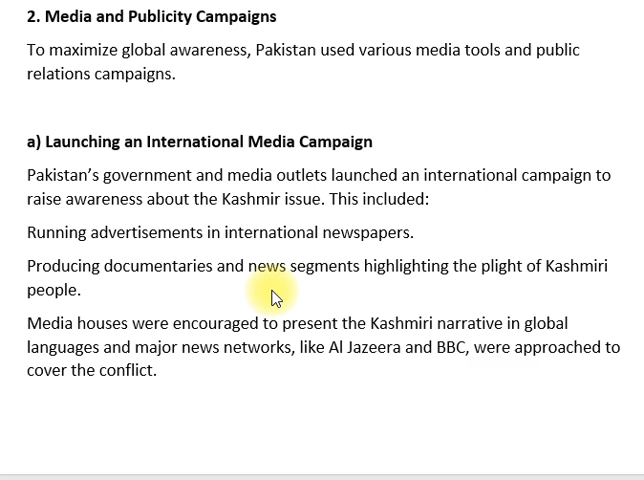 2. Media and Publicity Campaigns
To maximize global awareness, Pakistan used various media tools and public
relations campaigns.
a) Launching an International Media Campaign
Pakistan’s government and media outlets launched an international campaign to
raise awareness about the Kashmir issue. This included:
Running advertisements in international newspapers.
Producing documentaries and news segments highlighting the plight of Kashmiri
people.
Media houses were encouraged to present the Kashmiri narrative in global
languages and major news networks, like Al Jazeera and BBC, were approached to
cover the conflict.